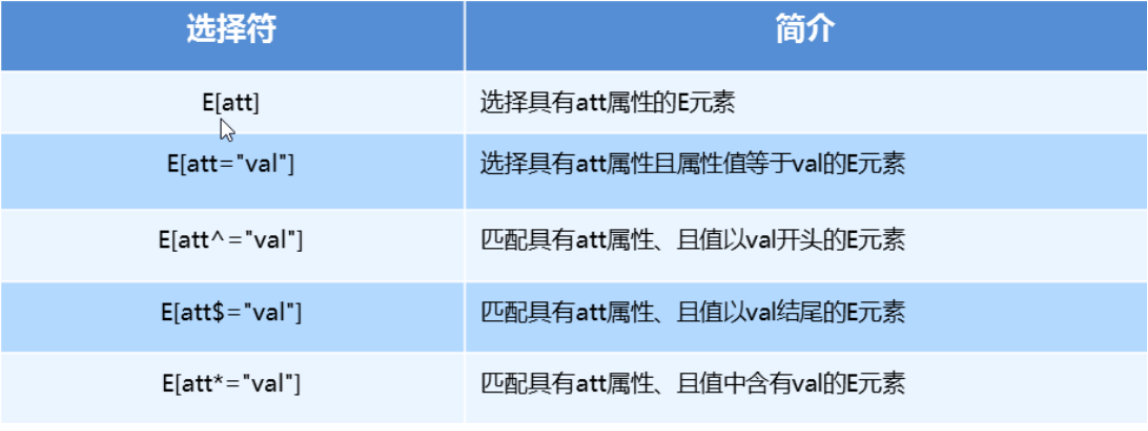 选择符 简介
E[att] 选择具有att属性的E元素
E[att="val"] 选择具有att属性且属性值等于val的E元素
E[att^="val"] 匹配具有att属性、且值以val开头的E元素
E[att$="val"] 匹配具有att属性、且值以val结尾的E元素
E[att*="val"] 匹配具有att属性、且值中含有val的E元素